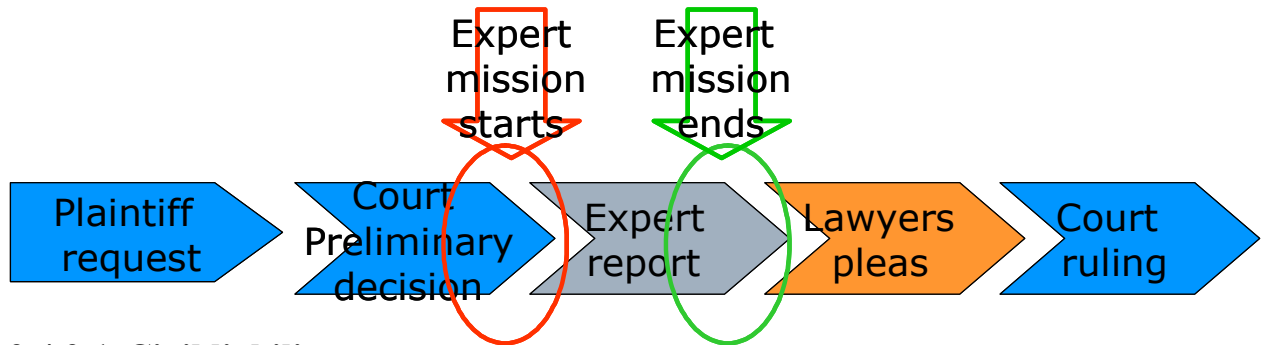 Expert
mission
starts
Expert
mission
ends
Plaintiff
request
Court
Preliminary
decision
Expert
report
Lawyers
pleas
Court
ruling